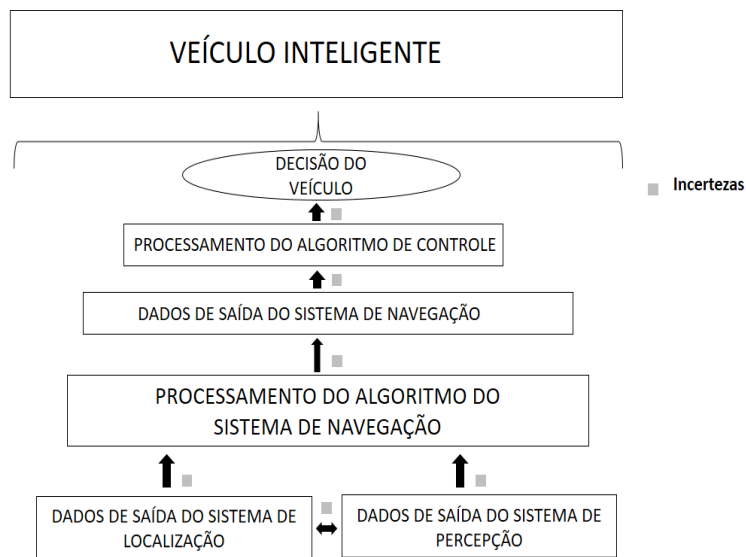 VEÍCULO INTELIGENTE
DECISÃO DO
VEÍCULO
Incertezas
PROCESSAMENTO DO ALGORITMO DE CONTROLE
DADOS DE SAÍDA DO SISTEMA DE NAVEGAÇÃO
PROCESSAMENTO DO ALGORITMO DO
SISTEMA DE NAVEGAÇÃO
DADOS DE SAÍDA DO SISTEMA DE
LOCALIZAÇÃO
DADOS DE SAÍDA DO SISTEMA DE
PERCEPÇÃO